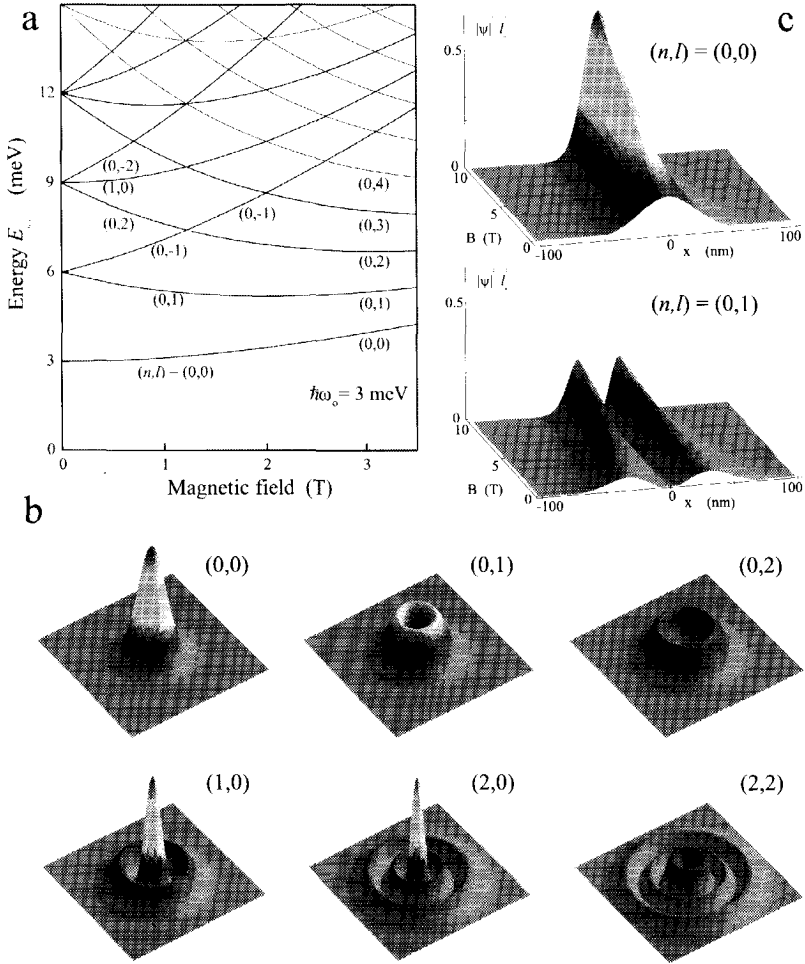 a
Energy E (meV)
12
9
6
3
0
(0,-2)
(1,0)
(0,2)
(0,-1)
(0,-1)
(0,1)
(n,l) – (0,0)
(0,4)
(0,3)
(0,2)
(0,1)
(0,0)
ħω₀ = 3 meV
0 1 2 3
Magnetic field (T)
c
|ψ| l
0.5
0
10
5
0
B (T)
-100 0 100
x (nm)
(n,l) = (0,0)
|ψ| l
0.5
0
10
5
0
B (T)
-100 0 100
x (nm)
(n,l) = (0,1)
b
(0,0) (0,1) (0,2)
(1,0) (2,0) (2,2)